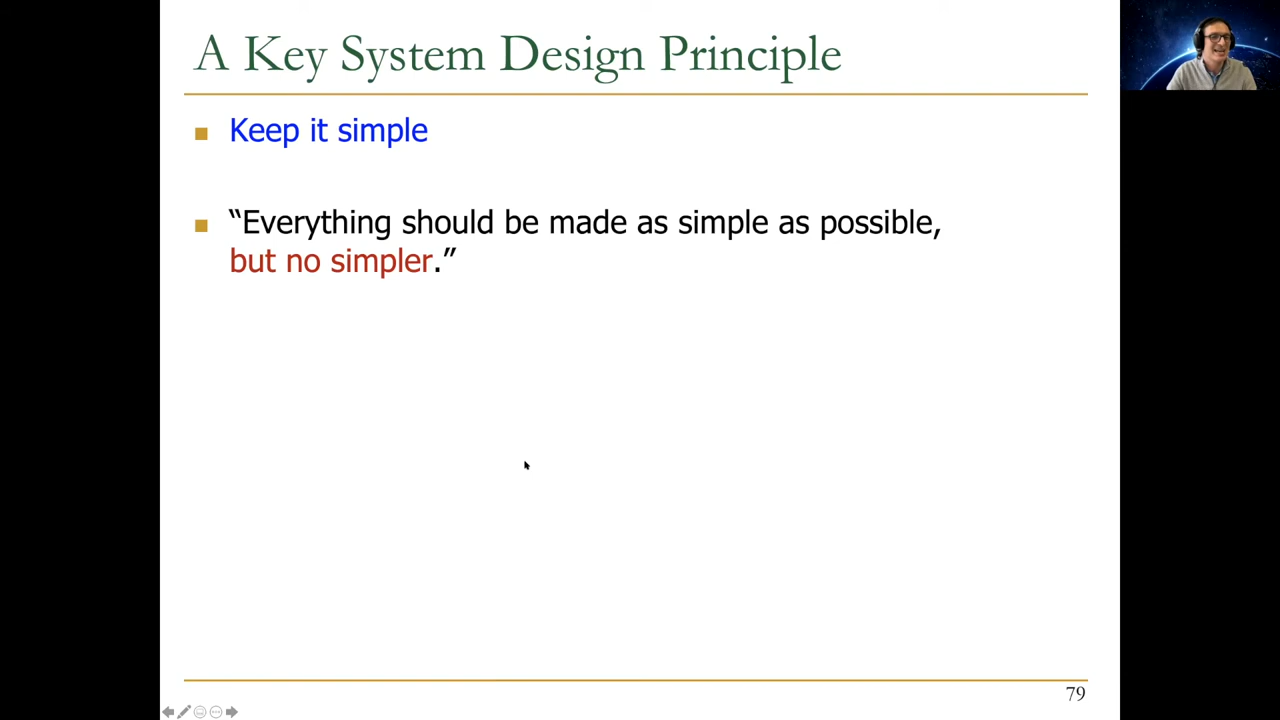 A Key System Design Principle
Keep it simple
“Everything should be made as simple as possible,
but no simpler.”
79